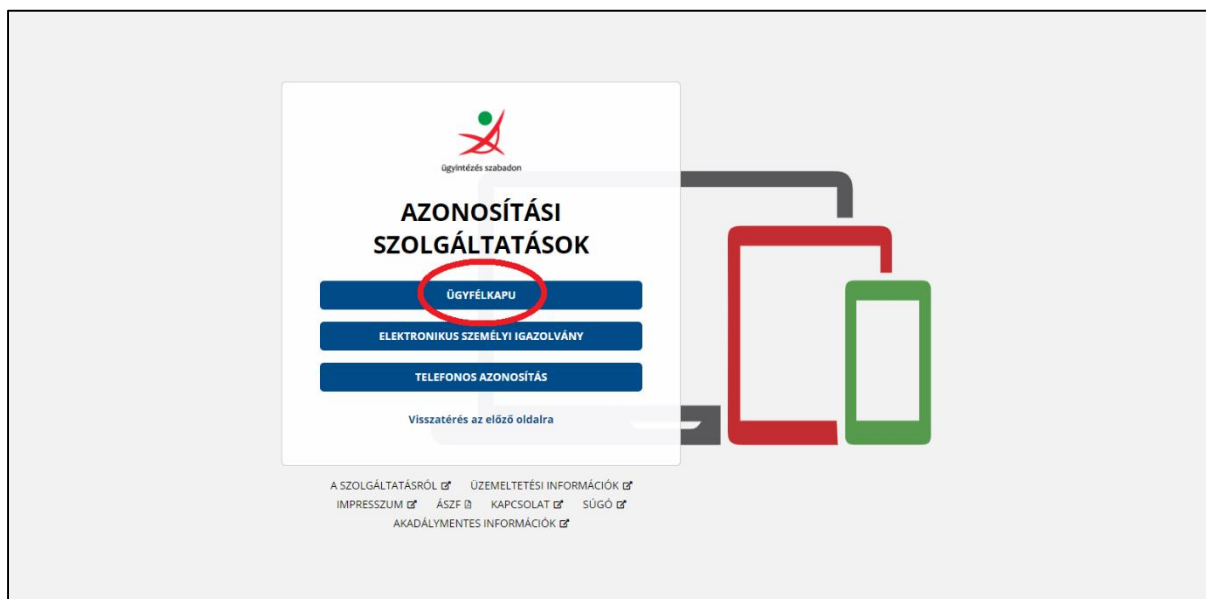 ügyintézés szabadon
AZONOSÍTÁSI
SZOLGÁLTATÁSOK
ÜGYFÉLKAPU
ELEKTRONIKUS SZEMÉLYI IGAZOLVÁNY
TELEFONOS AZONOSÍTÁS
Visszatérés az előző oldalra
A SZOLGÁLTATÁSRÓL ÜZEMELTETÉSI INFORMÁCIÓK
IMPRESSZUM ÁSZF KAPCSOLAT SÚGÓ
AKADÁLYMENTES INFORMÁCIÓK